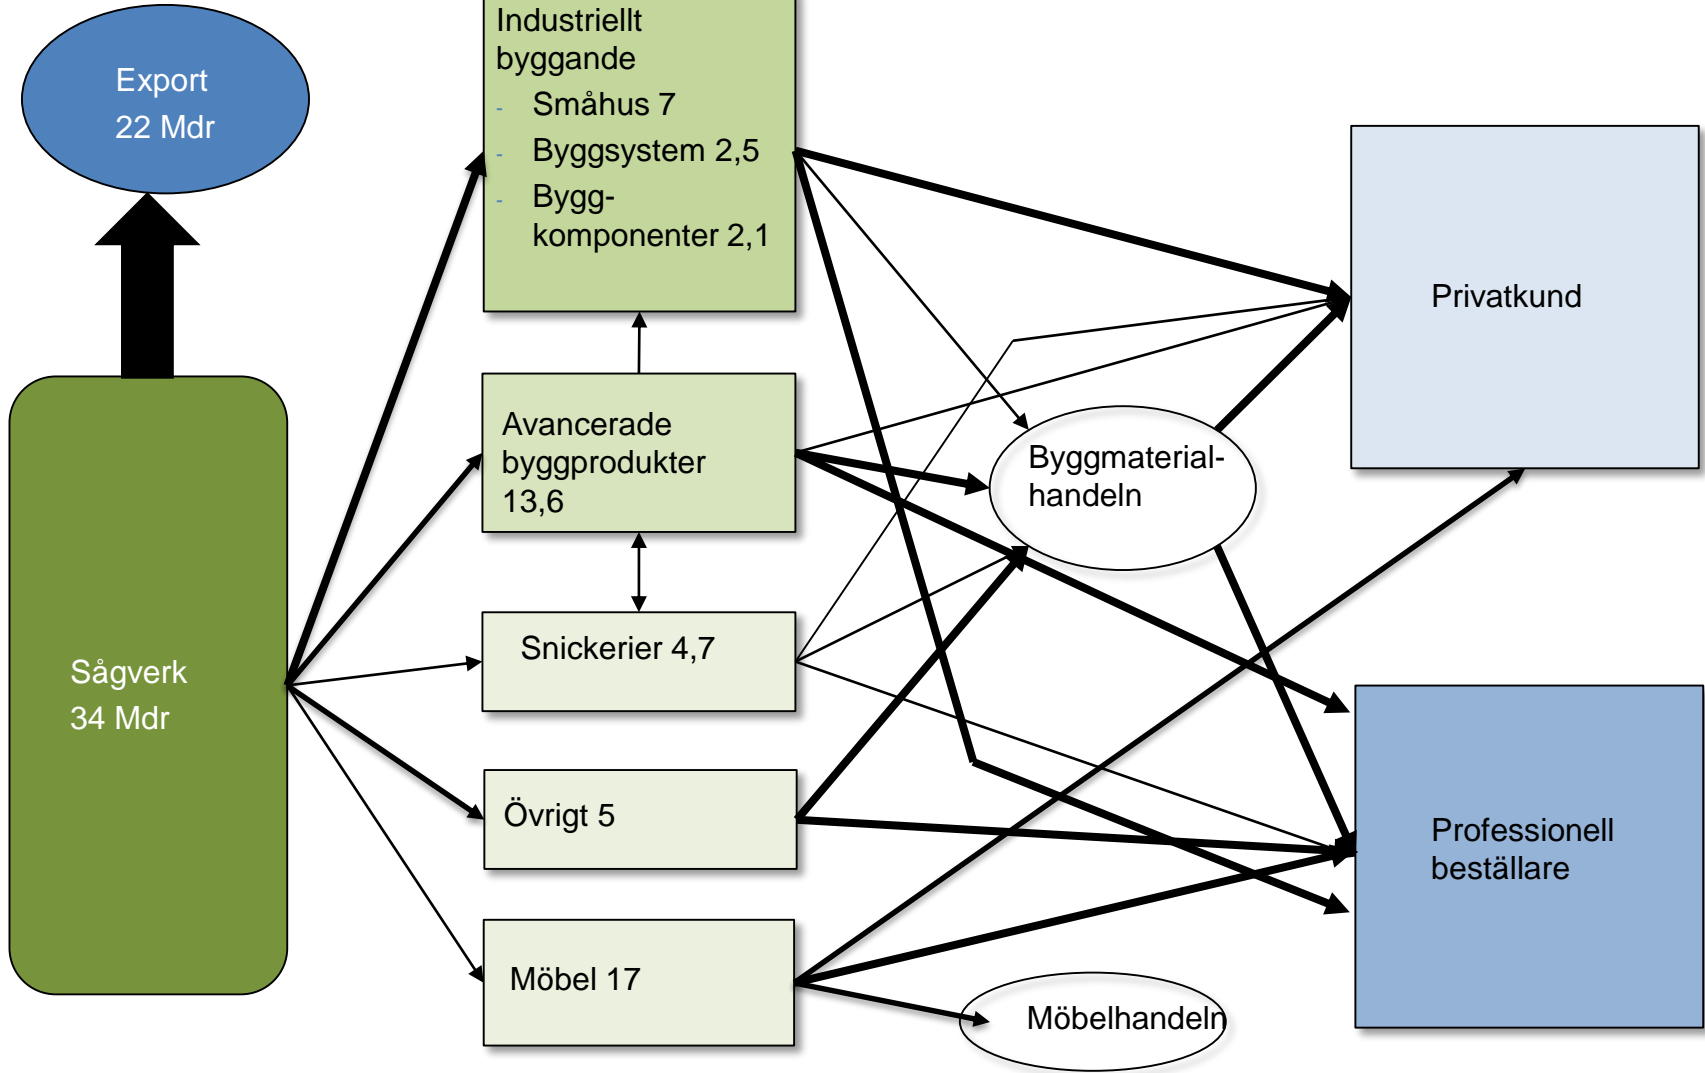 Export
22 Mdr
Sågverk
34 Mdr
Industriellt
byggande
- Småhus 7
- Byggsystem 2,5
- Bygg-
komponenter 2,1
Avancerade
byggprodukter
13,6
Snickerier 4,7
Övrigt 5
Möbel 17
Byggmaterial-
handeln
Möbelhandeln
Privatkund
Professionell
beställare